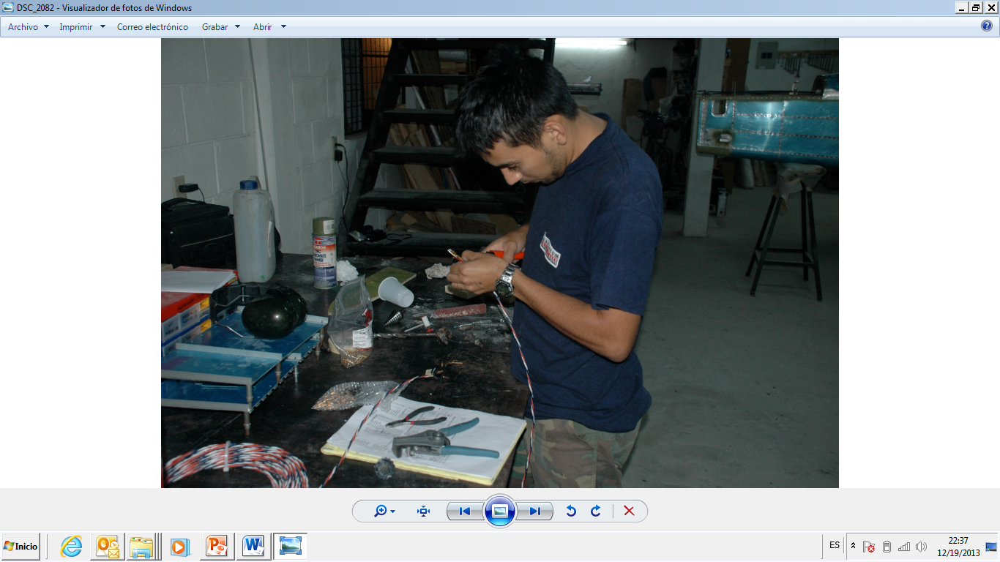 DSC_2082 - Visualizador de fotos de Windows
Archivo Imprimir Correo electrónico Grabar Abrir
Inicio
ES
22:37
12/19/2013